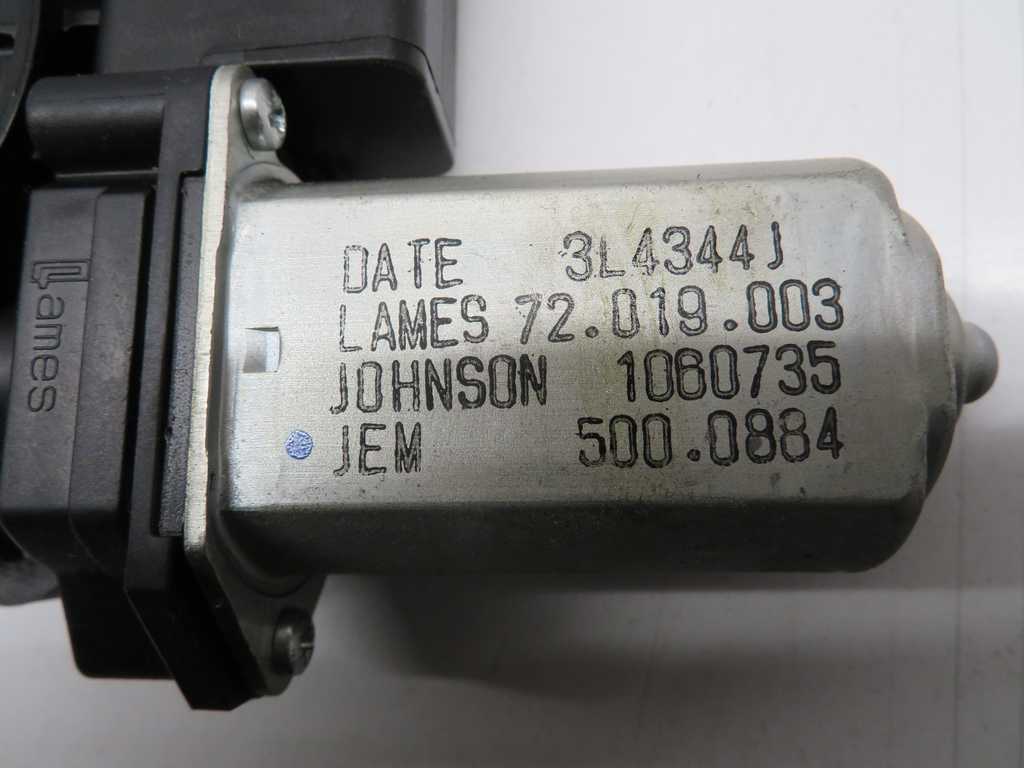 DATE 3L4344J
LAMES 72.019.003
JOHNSON 1060735
JEM 500.0884
Lames